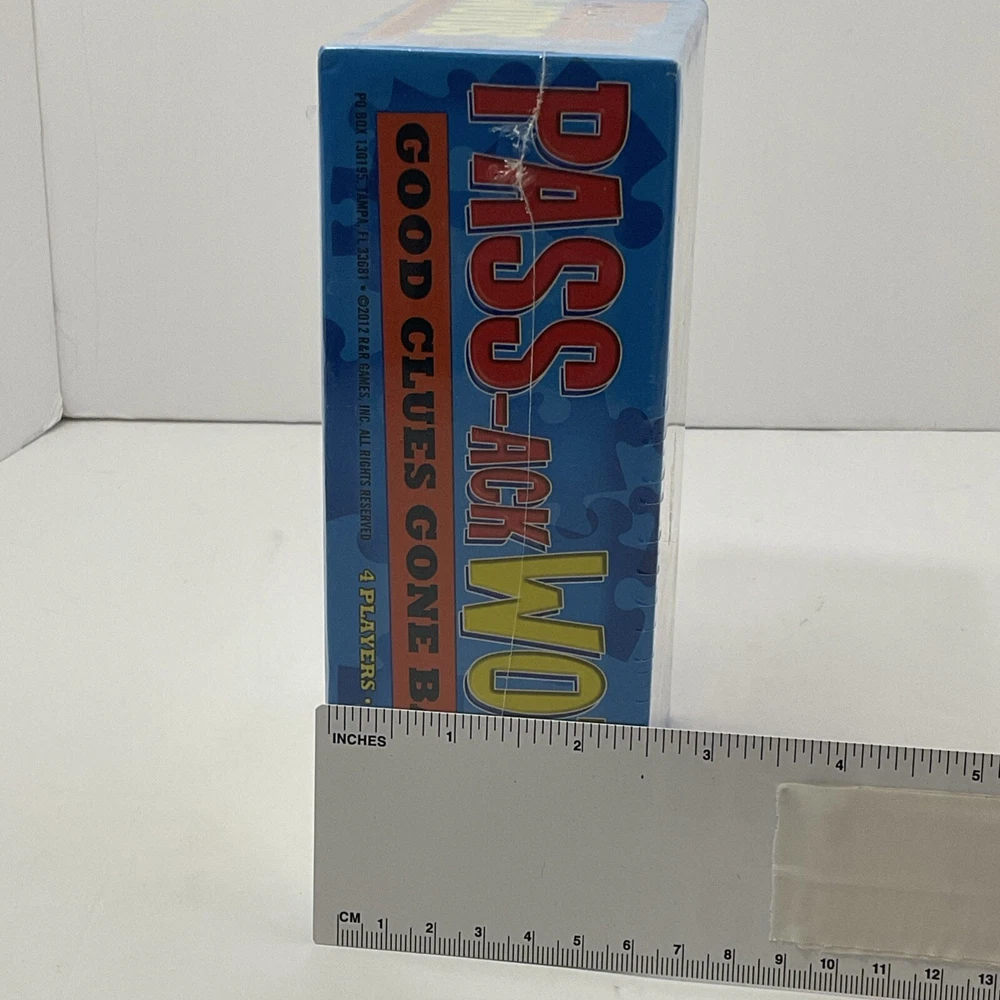 PASS-ACK WO
GOOD CLUES GONE B
PO BOX 130195, TAMPA, FL 33681 • ©2012 R&R GAMES, INC. ALL RIGHTS RESERVED
4 PLAYERS •
INCHES
1 2 3 4 5
CM 1 2 3 4 5 6 7 8 9 10 11 12 13